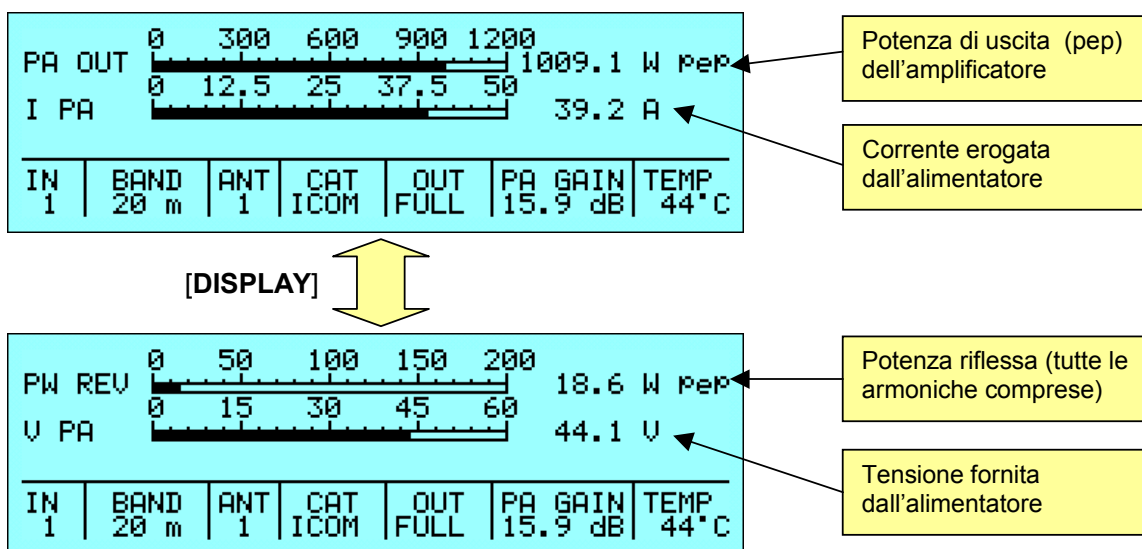 0 300 600 900 1200
PA OUT 1009.1 W pep
0 12.5 25 37.5 50
I PA 39.2 A
IN BAND ANT CAT OUT PA GAIN TEMP
1 20 m 1 ICOM FULL 15.9 dB 44°C
Potenza di uscita (pep)
dell'amplificatore
Corrente erogata
dall'alimentatore
[DISPLAY]
0 50 100 150 200
PW REV 18.6 W pep
0 15 30 45 60
V PA 44.1 V
IN BAND ANT CAT OUT PA GAIN TEMP
1 20 m 1 ICOM FULL 15.9 dB 44°C
Potenza riflessa (tutte le
armoniche comprese)
Tensione fornita
dall'alimentatore